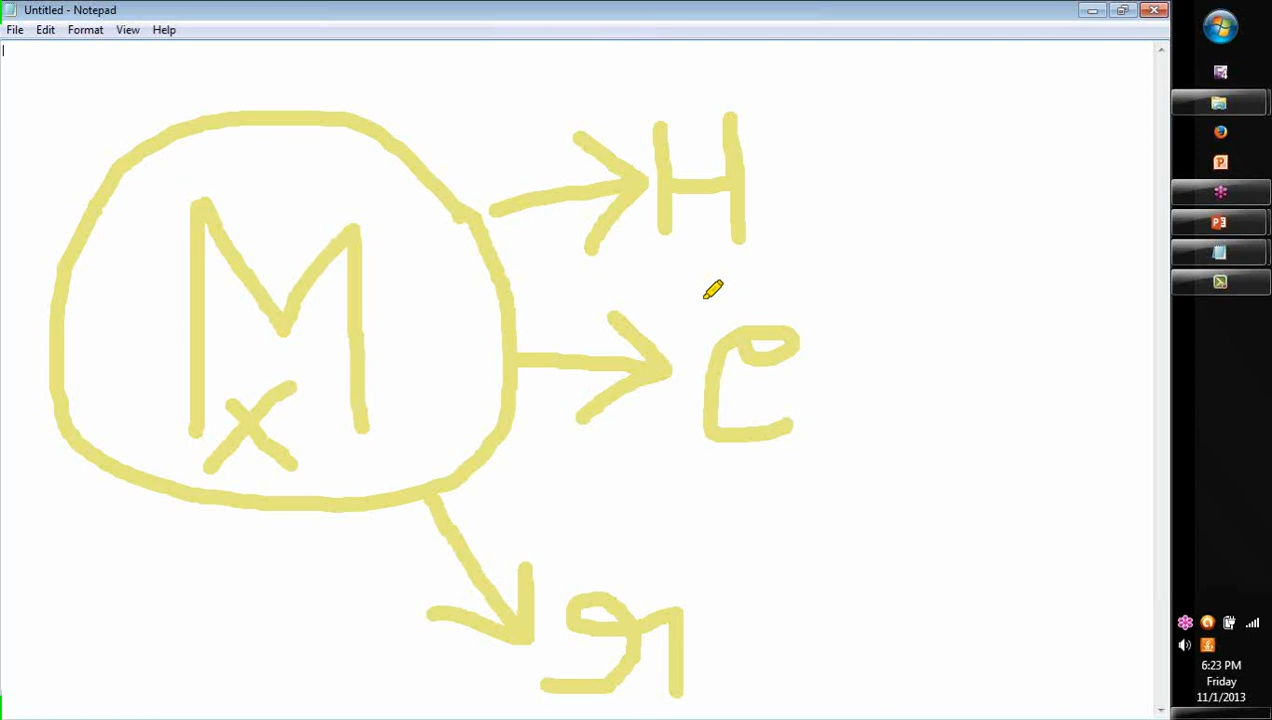 Untitled - Notepad
File Edit Format View Help
M
x
H
6:23 PM
Friday
11/1/2013